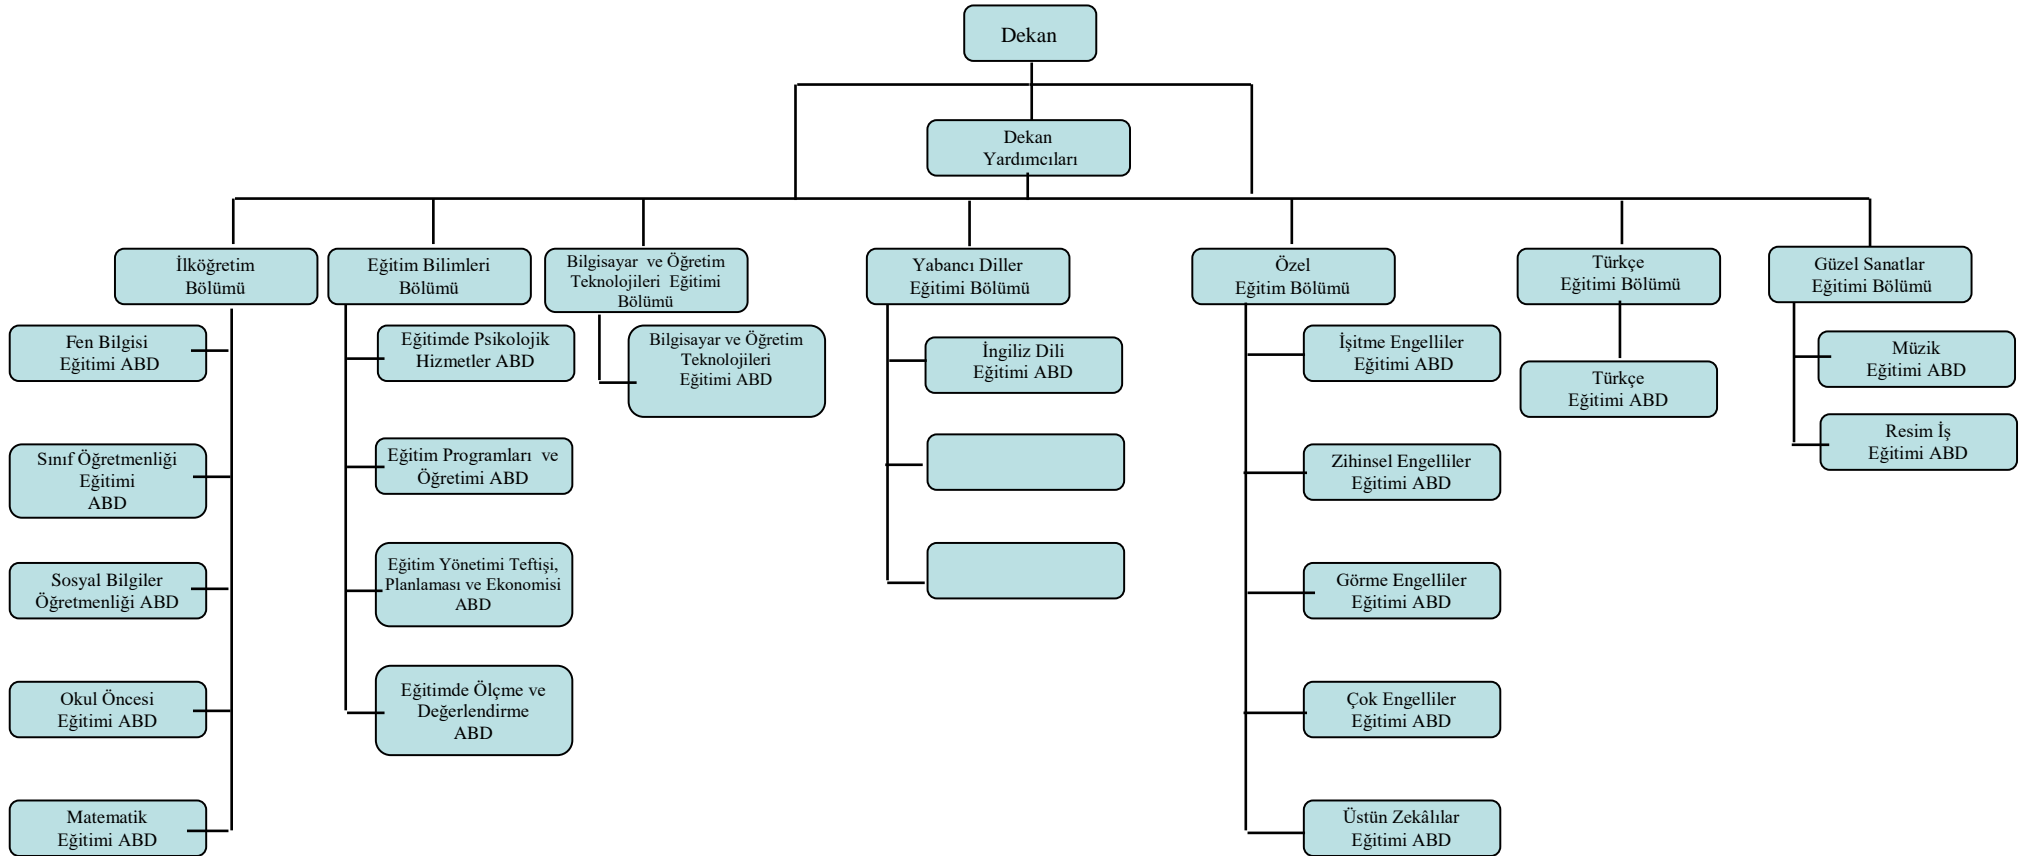 Dekan
Dekan
Yardımcıları
İlköğretim
Bölümü
Eğitim Bilimleri
Bölümü
Bilgisayar ve Öğretim
Teknolojileri Eğitimi
Bölümü
Yabancı Diller
Eğitimi Bölümü
Özel
Eğitim Bölümü
Türkçe
Eğitimi Bölümü
Güzel Sanatlar
Eğitimi Bölümü
Fen Bilgisi
Eğitimi ABD
Sınıf Öğretmenliği
Eğitimi
ABD
Sosyal Bilgiler
Öğretmenliği ABD
Okul Öncesi
Eğitimi ABD
Matematik
Eğitimi ABD
Eğitimde Psikolojik
Hizmetler ABD
Eğitim Programları ve
Öğretimi ABD
Eğitim Yönetimi Teftişi,
Planlaması ve Ekonomisi
ABD
Eğitimde Ölçme ve
Değerlendirme
ABD
Bilgisayar ve Öğretim
Teknolojileri
Eğitimi ABD
İngiliz Dili
Eğitimi ABD
İşitme Engelliler
Eğitimi ABD
Zihinsel Engelliler
Eğitimi ABD
Görme Engelliler
Eğitimi ABD
Çok Engelliler
Eğitimi ABD
Üstün Zekâlılar
Eğitimi ABD
Türkçe
Eğitimi ABD
Müzik
Eğitimi ABD
Resim İş
Eğitimi ABD